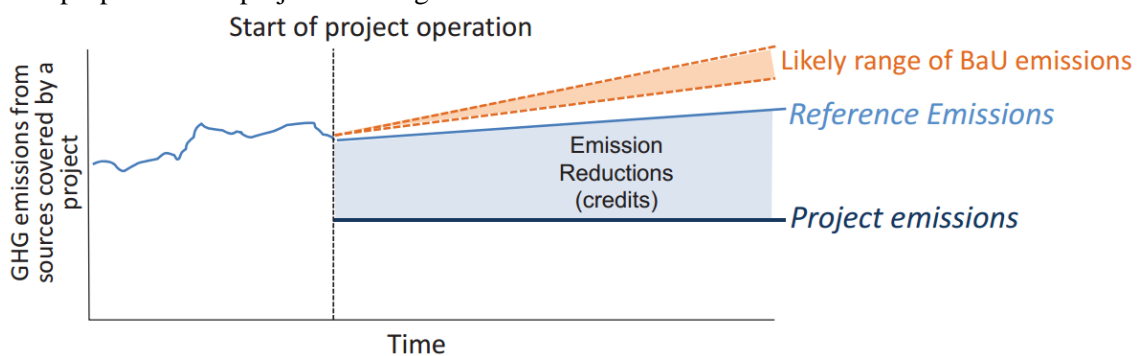 Start of project operation
GHG emissions from
sources covered by a
project
Likely range of BaU emissions
Reference Emissions
Emission
Reductions
(credits)
Project emissions
Time